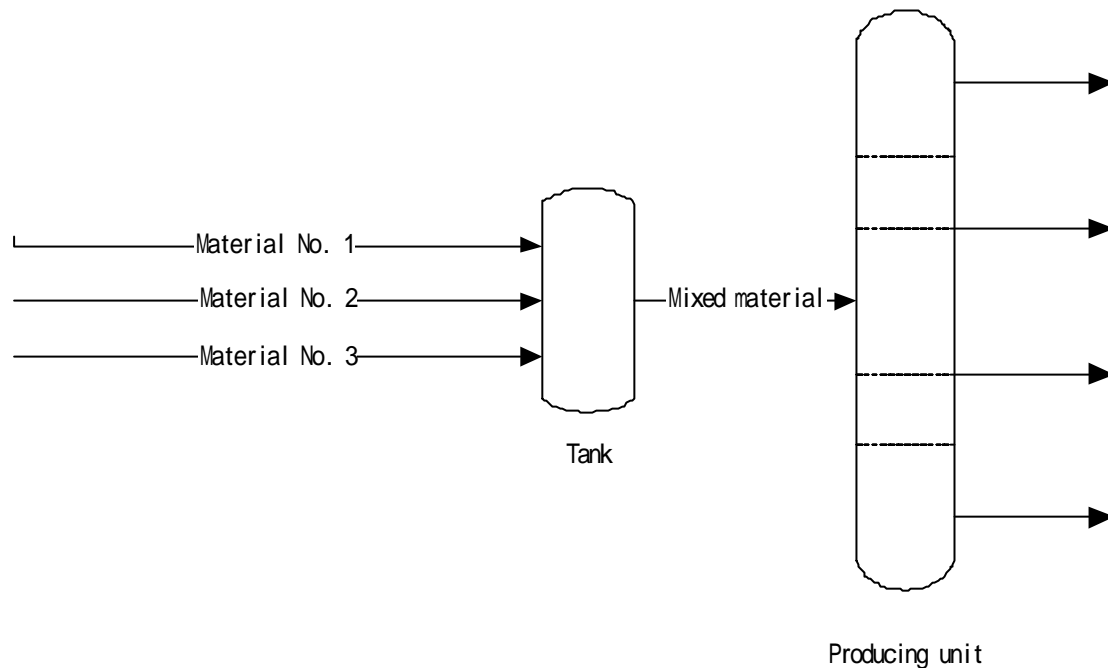 Material No. 1
Material No. 2
Mixed material
Material No. 3
Tank
Producing unit